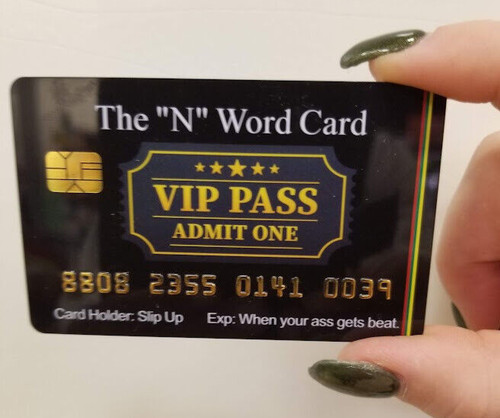 The "N" Word Card
VIP PASS
ADMIT ONE
8808 2355 0141 0039
Card Holder: Slip Up Exp: When your ass gets beat.